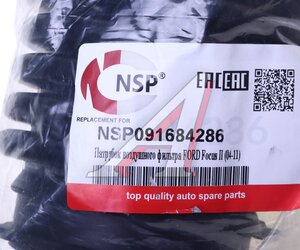 NSP®
EAC EAC
REPLACEMENT FOR
NSP091684286
Патрубок воздушного фильтра FORD Focus II (04-11)
top quality auto spare parts